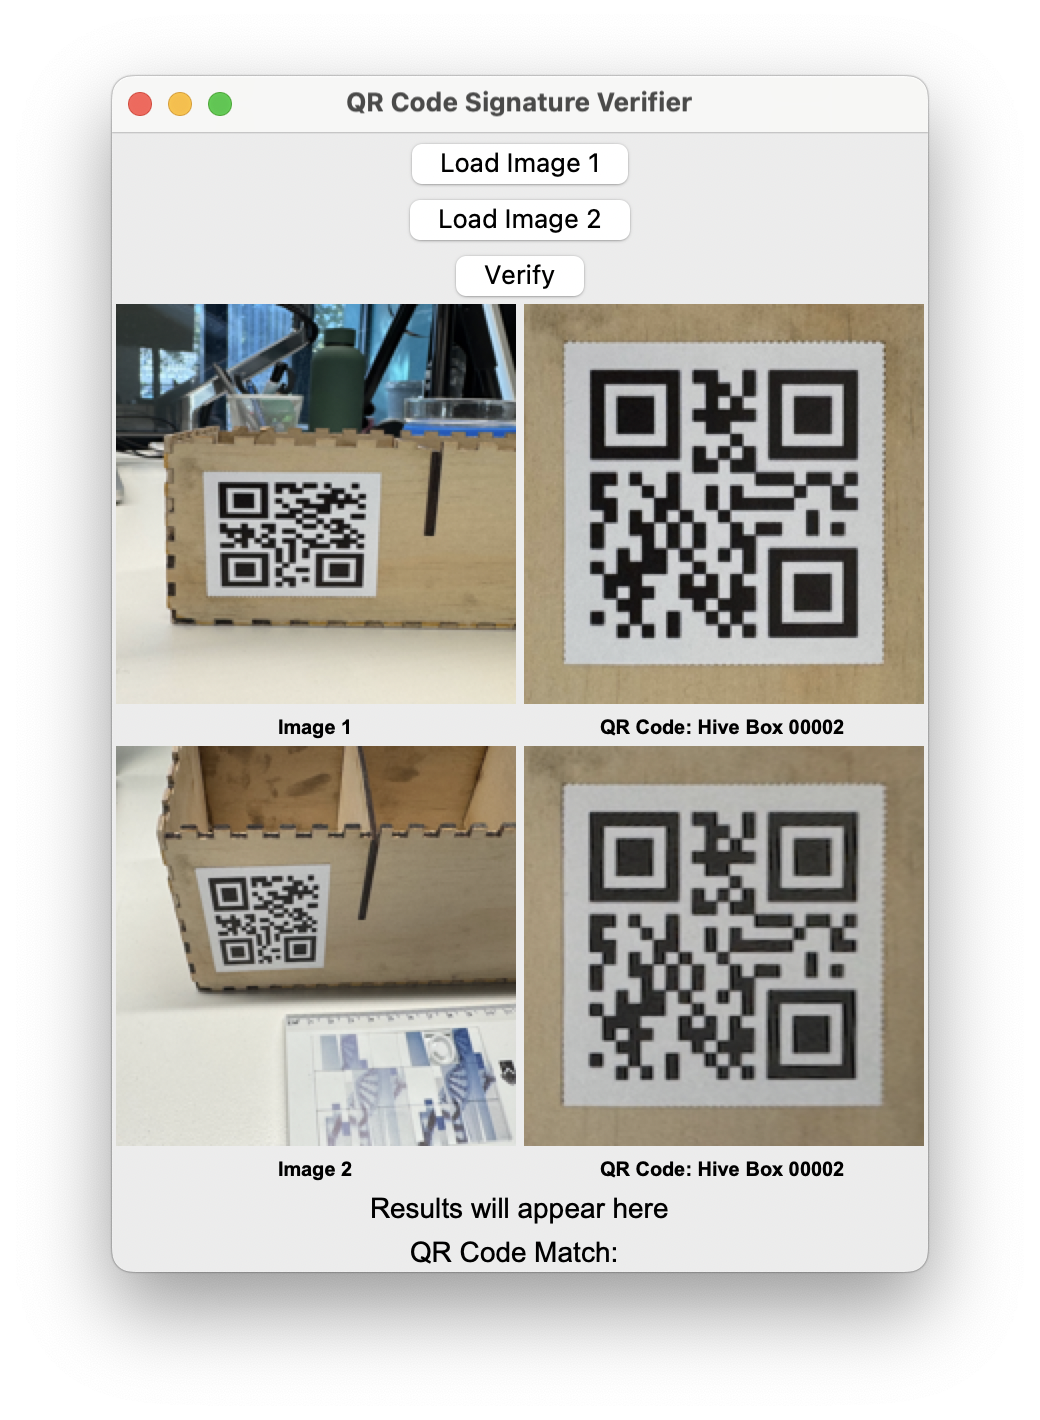 QR Code Signature Verifier
Load Image 1
Load Image 2
Verify
Image 1
QR Code: Hive Box 00002
Image 2
QR Code: Hive Box 00002
Results will appear here
QR Code Match: